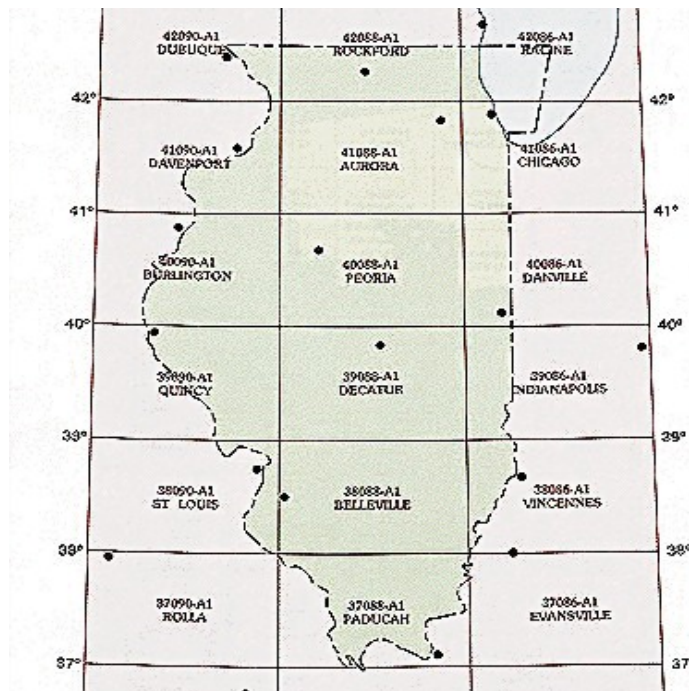 42090-A1
DUBUQUE
42088-A1
ROCKFORD
42086-A1
RACINE
42°
42°
41090-A1
DAVENPORT
41088-A1
AURORA
41086-A1
CHICAGO
41°
41°
40090-A1
BURLINGTON
40088-A1
PEORIA
40086-A1
DANVILLE
40°
40°
39090-A1
QUINCY
39088-A1
DECATUR
39086-A1
INDIANAPOLIS
39°
39°
38090-A1
ST LOUIS
38088-A1
BELLEVILLE
38086-A1
VINCENNES
38°
38°
37090-A1
ROLLA
37088-A1
PADUCAH
37086-A1
EVANSVILLE
37°
37°